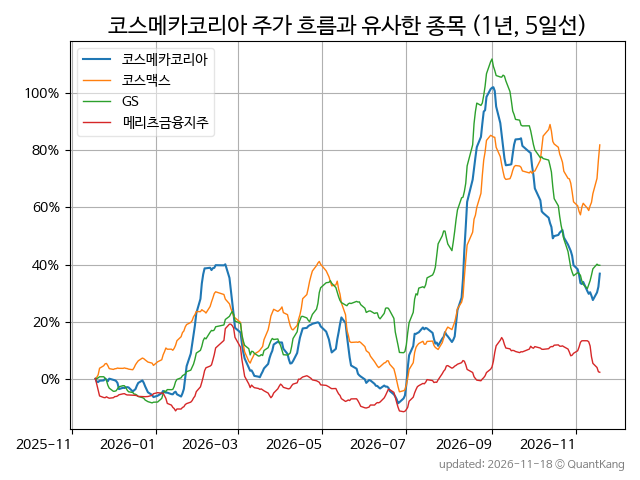 코스메카코리아 주가 흐름과 유사한 종목 (1년, 5일선)
코스메카코리아
코스맥스
GS
메리츠금융지주
100%
80%
60%
40%
20%
0%
2025-11
2026-01
2026-03
2026-05
2026-07
2026-09
2026-11
updated: 2026-11-18 © QuantKang